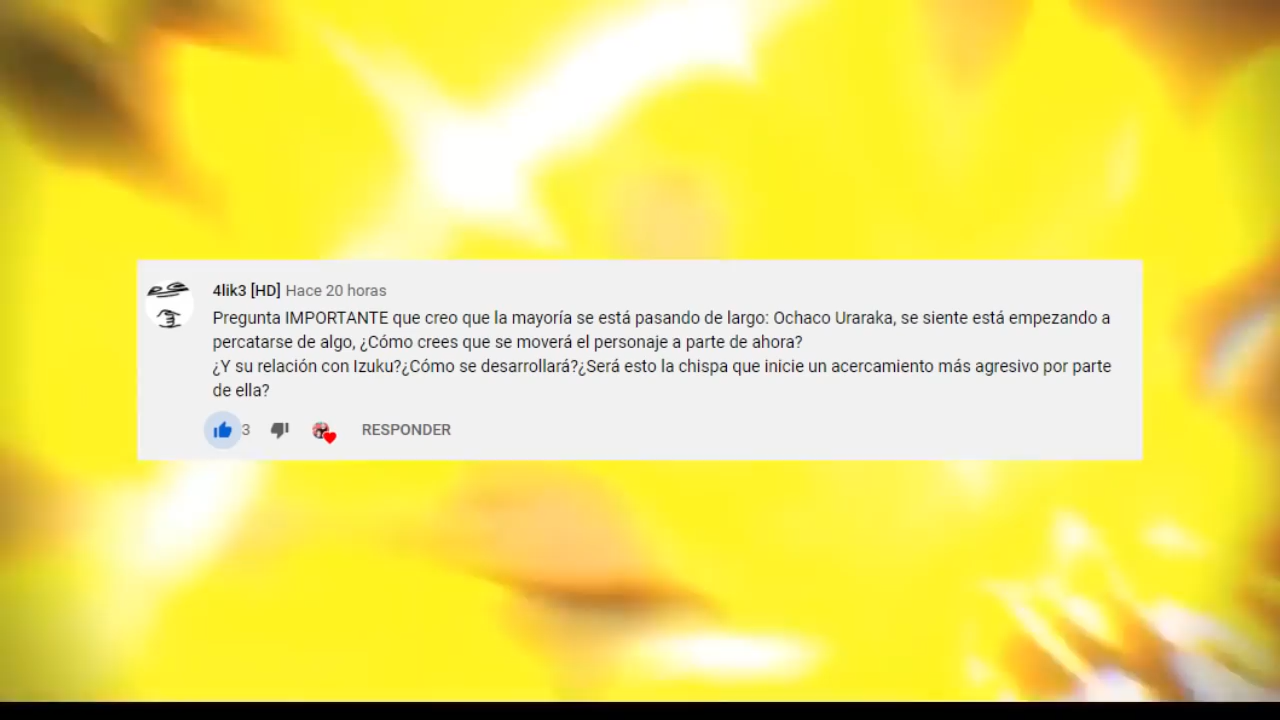 4lik3 [HD] Hace 20 horas
Pregunta IMPORTANTE que creo que la mayoría se está pasando de largo: Ochaco Uraraka, se siente está empezando a
percatarse de algo, ¿Cómo crees que se moverá el personaje a parte de ahora?
¿Y su relación con Izuku?¿Cómo se desarrollará?¿Será esto la chispa que inicie un acercamiento más agresivo por parte
de ella?
3 RESPONDER